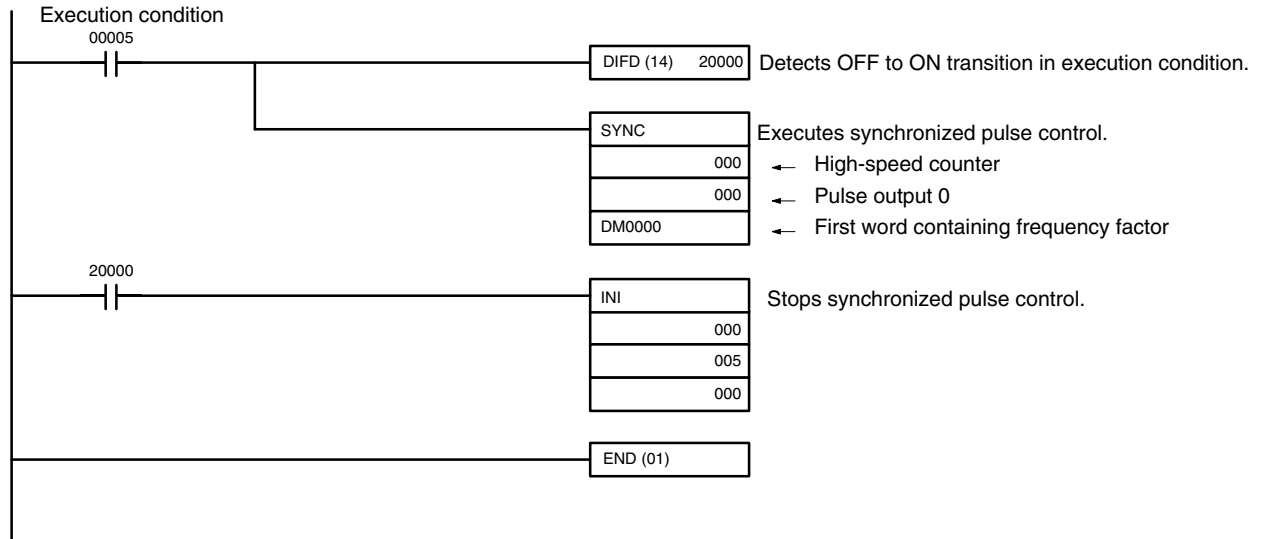 Execution condition
00005
DIFD (14) 20000 Detects OFF to ON transition in execution condition.
SYNC Executes synchronized pulse control.
000 ← High-speed counter
000 ← Pulse output 0
DM0000 ← First word containing frequency factor
20000
INI Stops synchronized pulse control.
000
005
000
END (01)